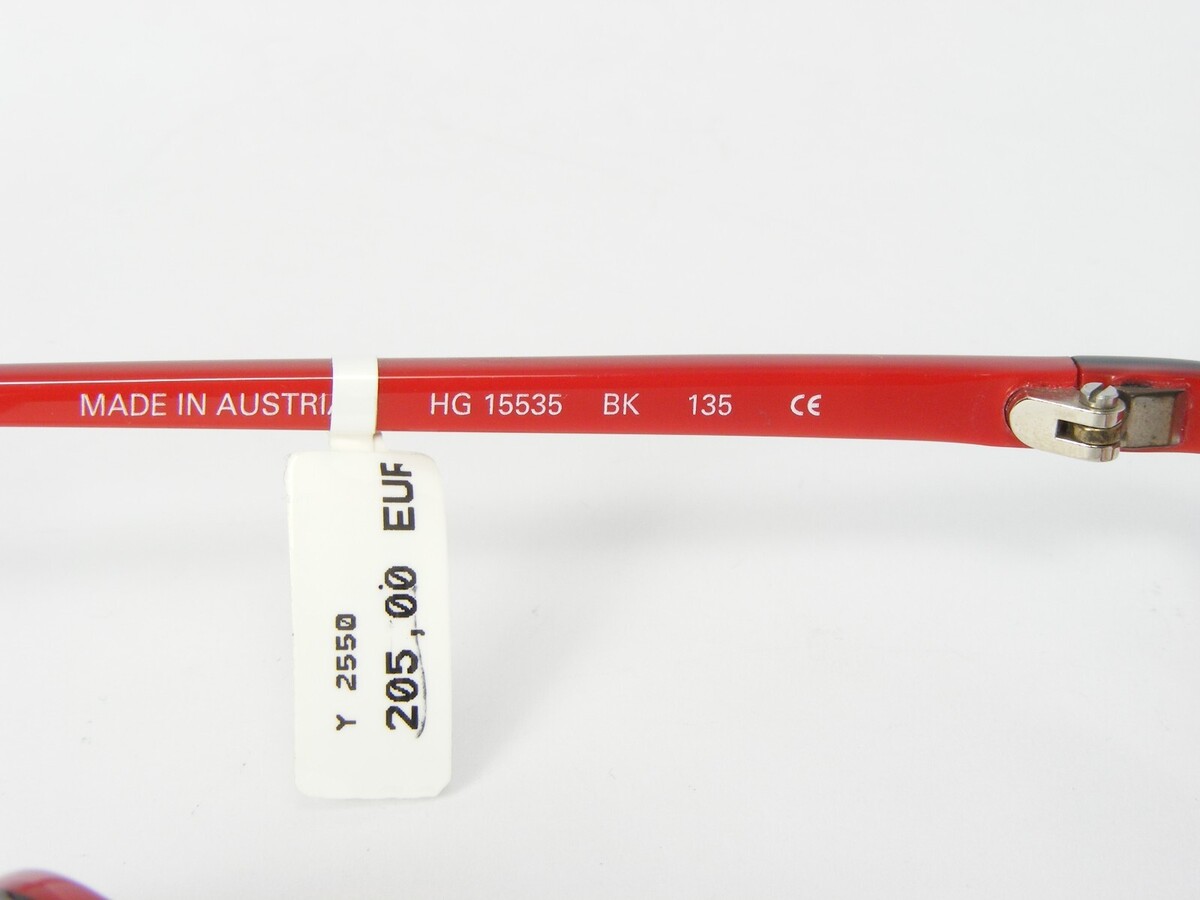 MADE IN AUSTRIA HG 15535 BK 135 CE
Y 2550
205,00 EUR